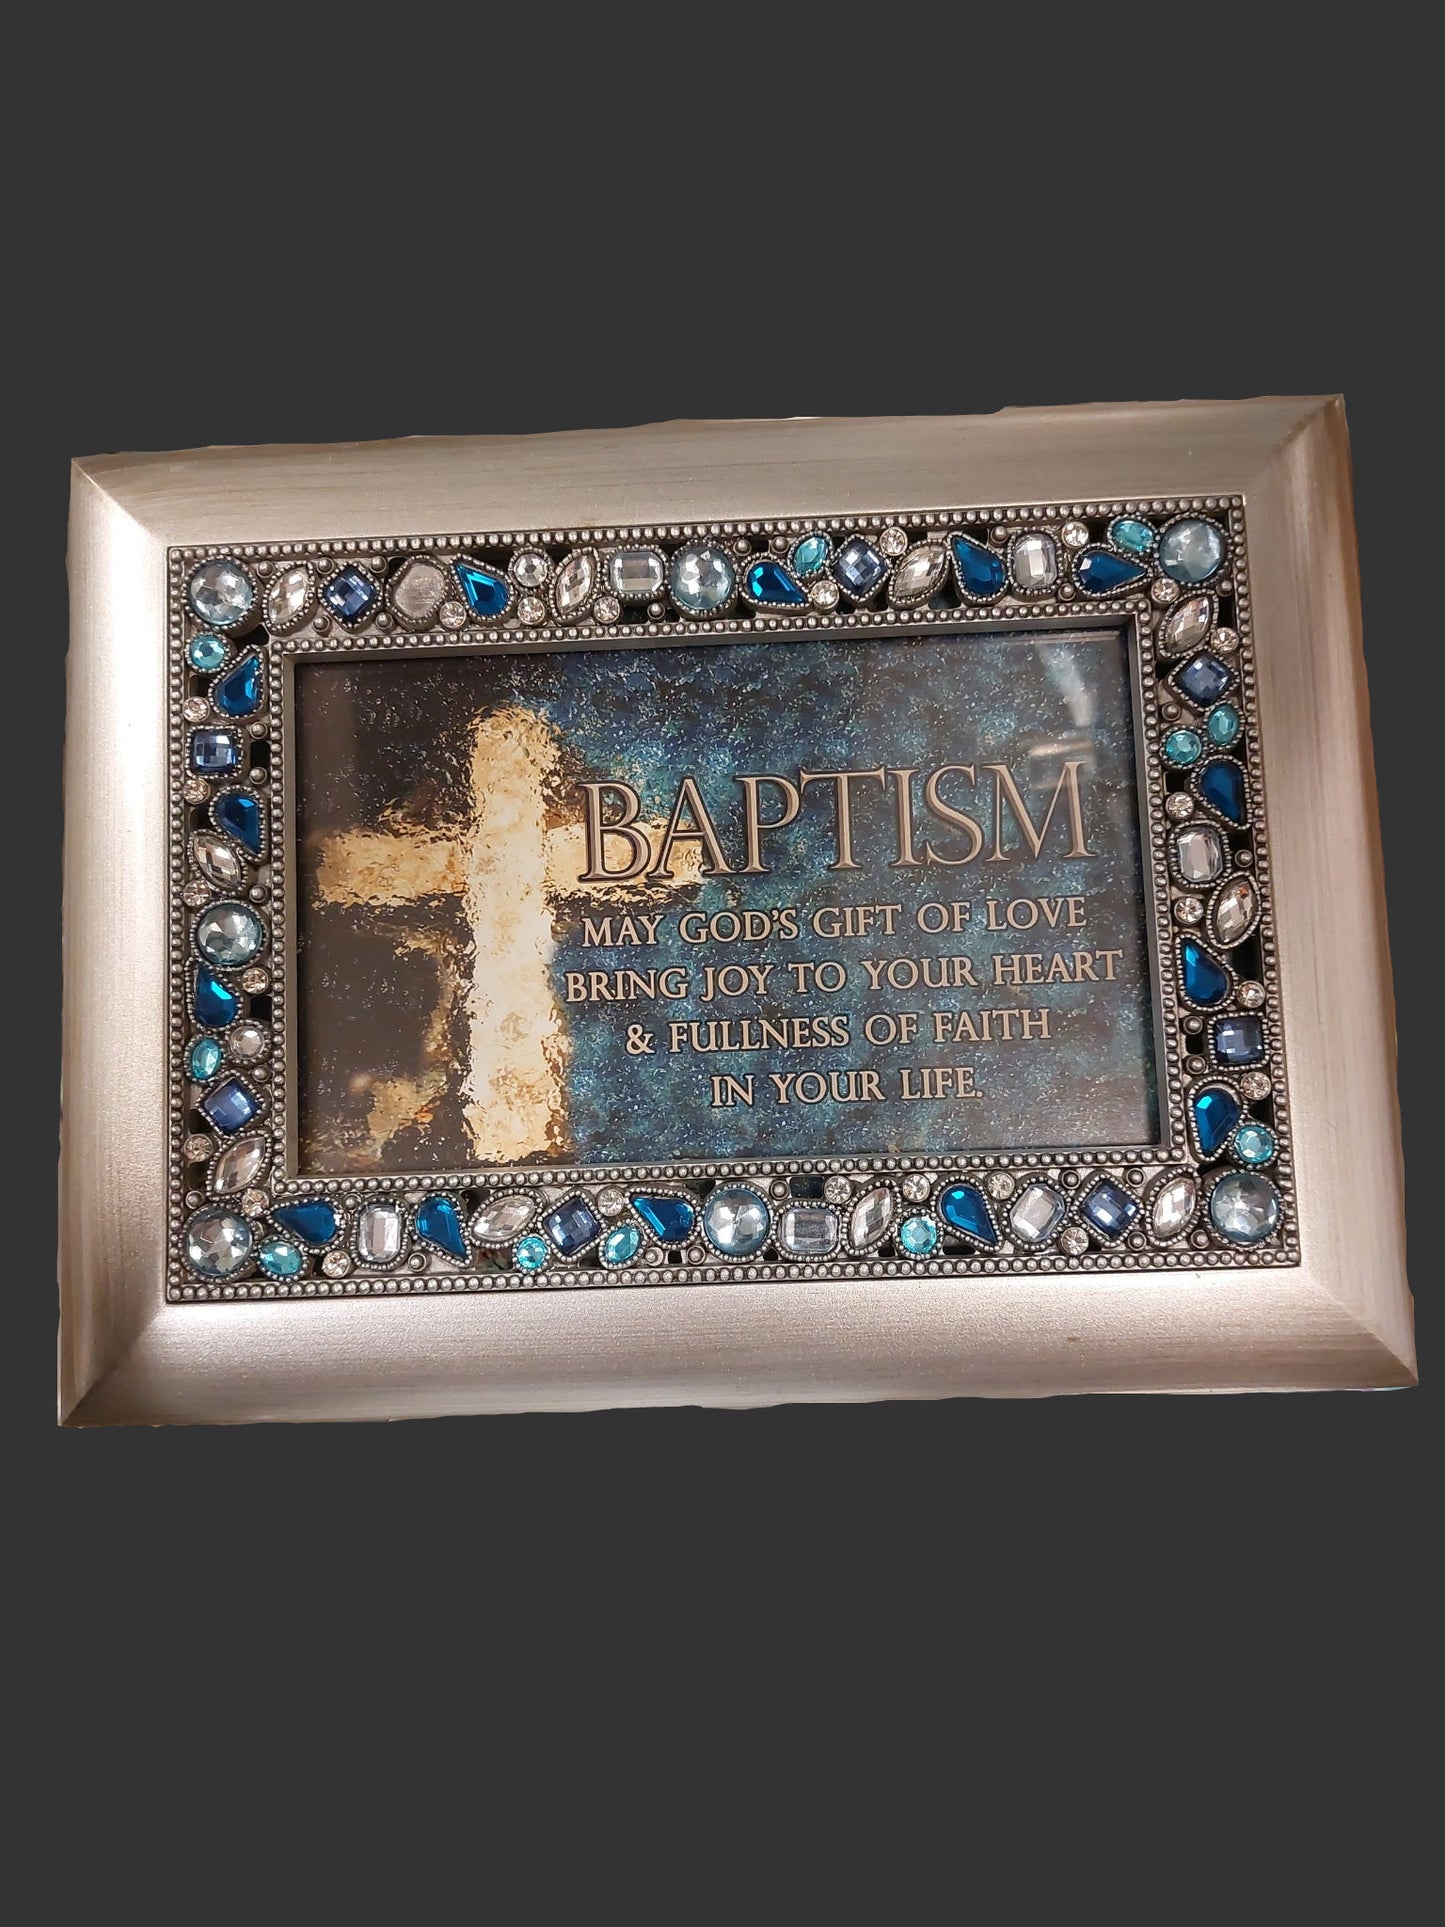 BAPTISM
MAY GOD'S GIFT OF LOVE
BRING JOY TO YOUR HEART
& FULLNESS OF FAITH
IN YOUR LIFE.